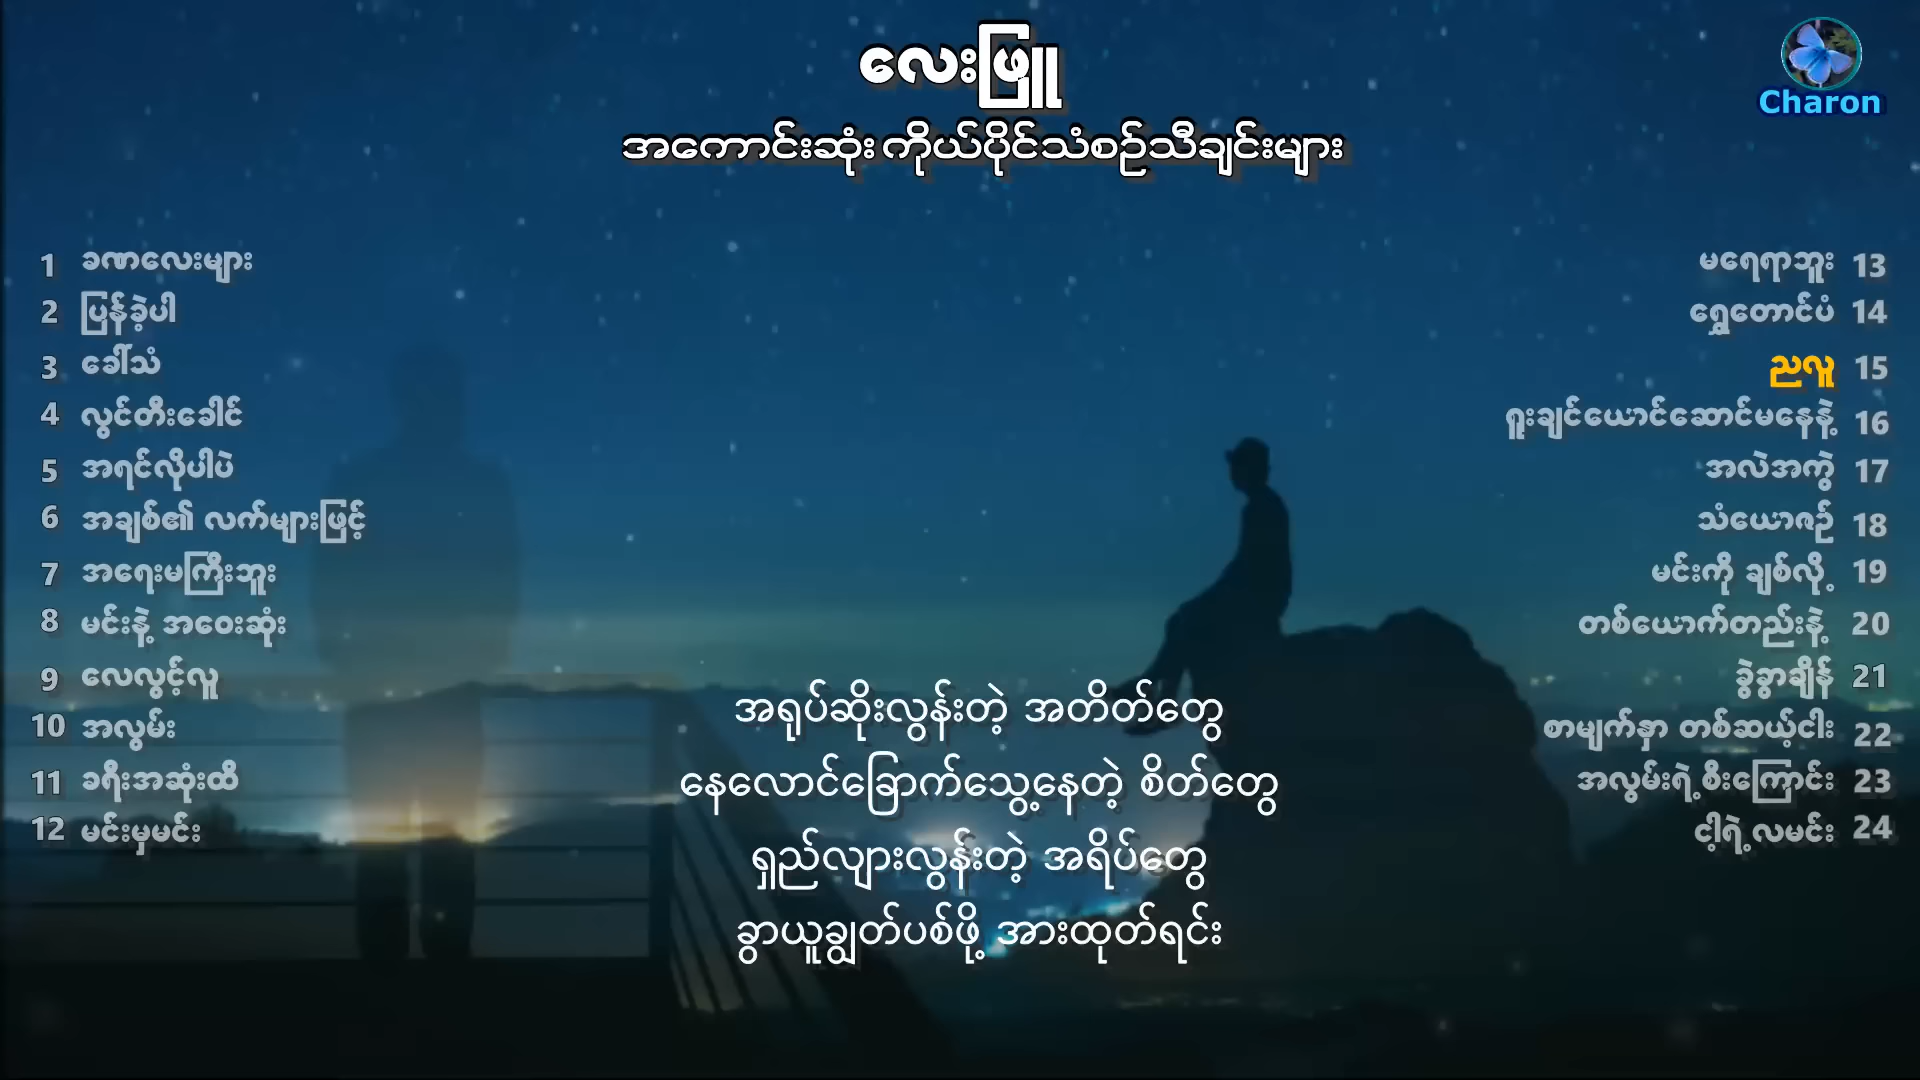 လေးဖြူ
အကောင်းဆုံး ကိုယ်ပိုင်သံစဉ်သီချင်းများ
Charon
1 ခဏလေးများ
2 ပြန်ခဲ့ပါ
3 ခေါ်သံ
4 လွင်တီးခေါင်
5 အရင်လိုပါပဲ
6 အချစ်၏ လက်များဖြင့်
7 အရေးမကြီးဘူး
8 မင်းနဲ့ အဝေးဆုံး
9 လေလွင့်လူ
10 အလွမ်း
11 ခရီးအဆုံးထိ
12 မင်းမှမင်း
မရေရာဘူး 13
ရွှေတောင်ပံ 14
ညလူ 15
ရူးချင်ယောင်ဆောင်မနေနဲ့ 16
အလဲအကွဲ 17
သံယောဇဉ် 18
မင်းကို ချစ်လို့ 19
တစ်ယောက်တည်းနဲ့ 20
ခွဲခွာချိန် 21
စာမျက်နှာ တစ်ဆယ့်ငါး 22
အလွမ်းရဲ့စီးကြောင်း 23
ငါ့ရဲ့လမင်း 24
အရုပ်ဆိုးလွန်းတဲ့ အတိတ်တွေ
နေလောင်ခြောက်သွေ့နေတဲ့ စိတ်တွေ
ရှည်လျားလွန်းတဲ့ အရိပ်တွေ
ခွာယူချွတ်ပစ်ဖို့ အားထုတ်ရင်း